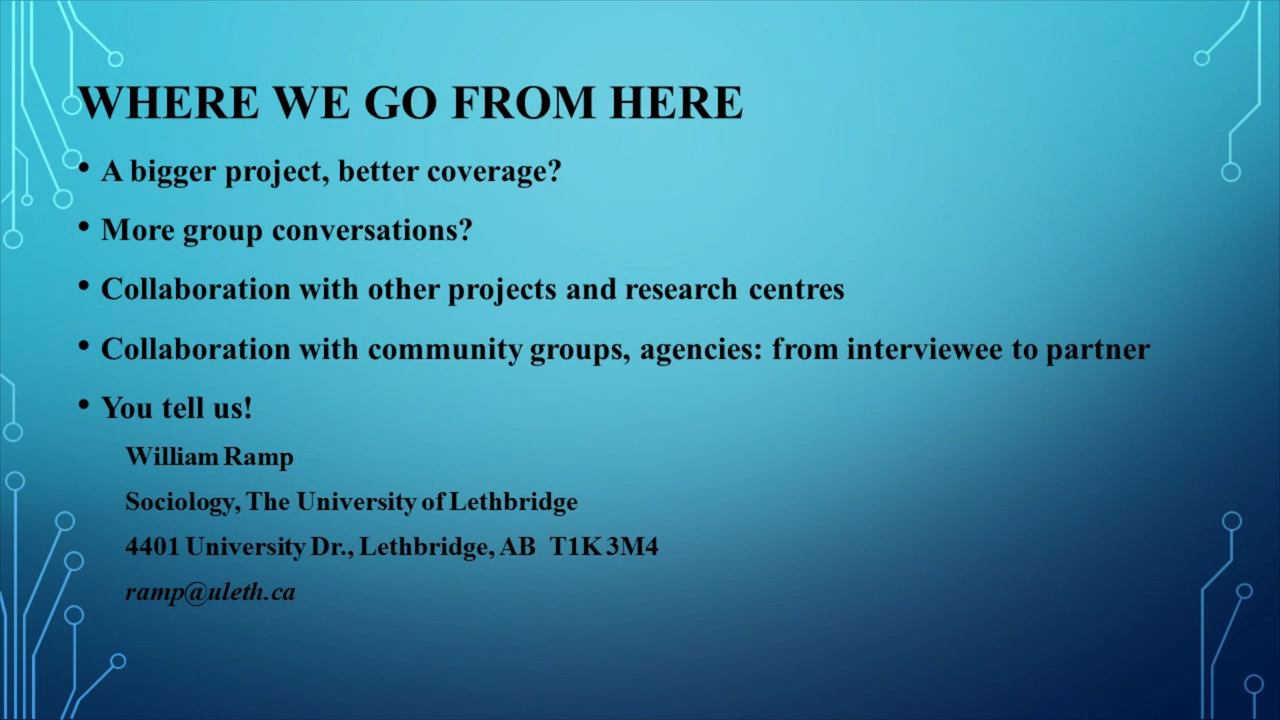 WHERE WE GO FROM HERE
• A bigger project, better coverage?
• More group conversations?
• Collaboration with other projects and research centres
• Collaboration with community groups, agencies: from interviewee to partner
• You tell us!
William Ramp
Sociology, The University of Lethbridge
4401 University Dr., Lethbridge, AB  T1K 3M4
ramp@uleth.ca